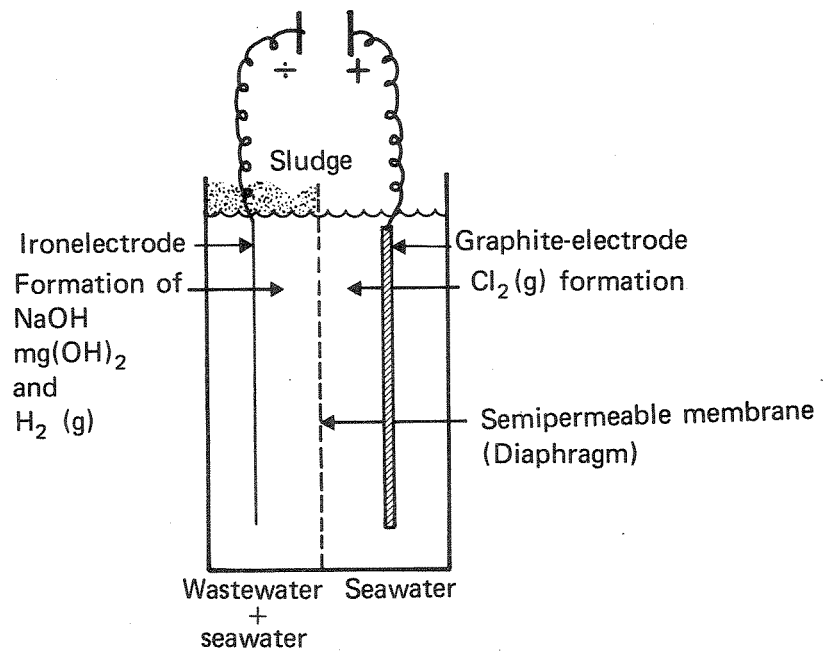 ÷ +
Sludge
Ironelectrode
Formation of
NaOH
mg(OH)₂
and
H₂ (g)
Graphite-electrode
Cl₂(g) formation
Semipermeable membrane
(Diaphragm)
Wastewater
+
seawater
Seawater